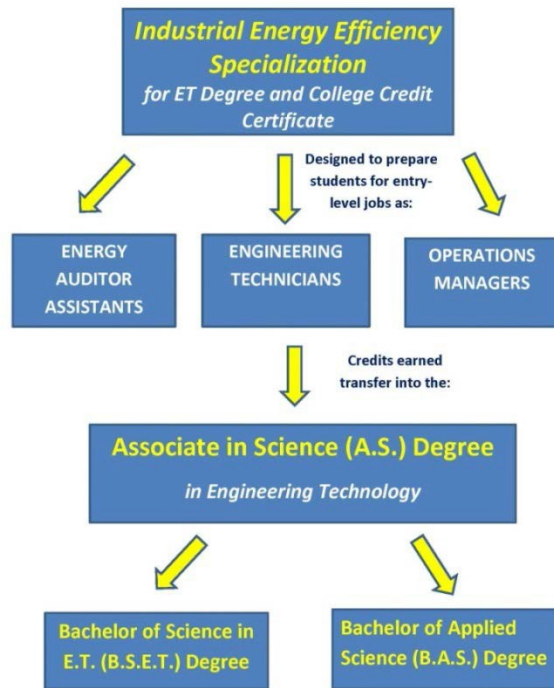 Industrial Energy Efficiency
Specialization
for ET Degree and College Credit
Certificate
Designed to prepare
students for entry-
level jobs as:
ENERGY
AUDITOR
ASSISTANTS
ENGINEERING
TECHNICIANS
OPERATIONS
MANAGERS
Credits earned
transfer into the:
Associate in Science (A.S.) Degree
in Engineering Technology
Bachelor of Science in
E.T. (B.S.E.T.) Degree
Bachelor of Applied
Science (B.A.S.) Degree